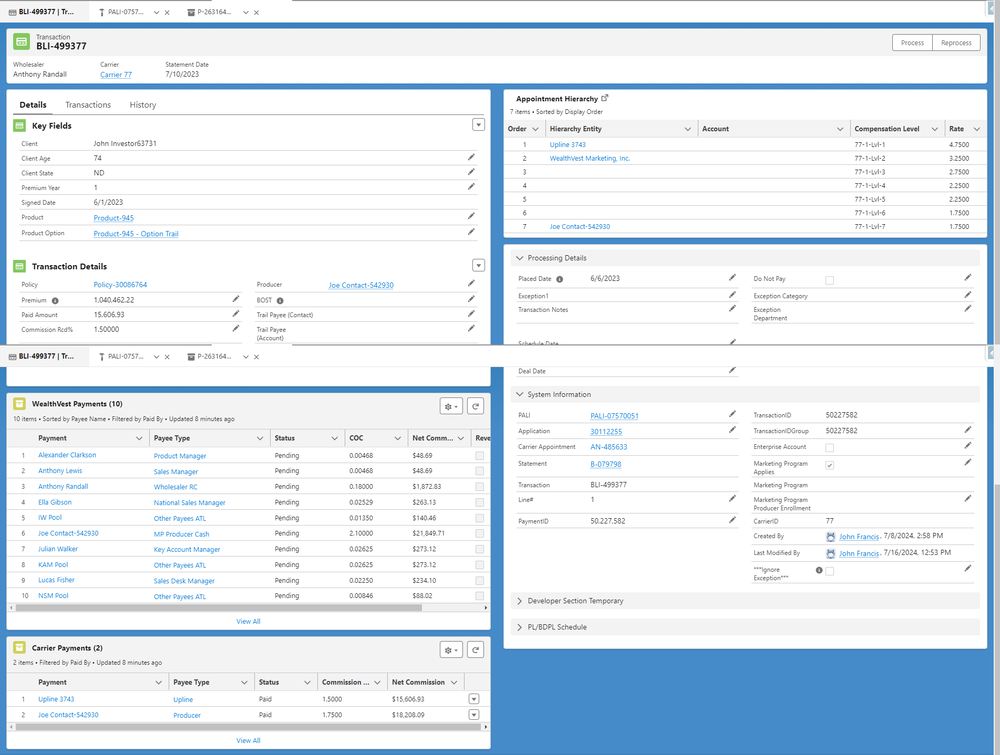 BLI-499377 | Tr...
PALI-0757...
P-263164...
Transaction
BLI-499377
Process
Reprocess
Wholesaler
Anthony Randall
Carrier
Carrier 77
Statement Date
7/10/2023
Details
Transactions
History
Key Fields
Client John Investor63731
Client Age 74
Client State ND
Premium Year 1
Signed Date 6/1/2023
Product Product-945
Product Option Product-945 - Option Trail
Transaction Details
Policy Policy-30086764
Premium 1,040,462.22
Paid Amount 15,606.93
Commission Rcd% 1.50000
Producer Joe Contact-542930
BOST
Trail Payee (Contact)
Trail Payee
(Account)
Appointment Hierarchy
7 items • Sorted by Display Order
Order Hierarchy Entity Account Compensation Level Rate
1 Upline 3743 77-1-Lvl-1 4.7500
2 WealthVest Marketing, Inc. 77-1-Lvl-2 3.2500
3 77-1-Lvl-3 2.7500
4 77-1-Lvl-4 2.2500
5 77-1-Lvl-5 2.2500
6 77-1-Lvl-6 1.7500
7 Joe Contact-542930 77-1-Lvl-7 1.7500
Processing Details
Placed Date 6/6/2023
Exception1
Transaction Notes
Schedule Date
Do Not Pay
Exception Category
Exception
Department
BLI-499377 | Tr...
PALI-0757...
P-263164...
WealthVest Payments (10)
10 items • Sorted by Payee Name • Filtered by Paid By • Updated 8 minutes ago
Payment Payee Type Status COC Net Comm... Reve
1 Alexander Clarkson Product Manager Pending 0.00468 $48.69
2 Anthony Lewis Sales Manager Pending 0.00468 $48.69
3 Anthony Randall Wholesaler RC Pending 0.18000 $1,872.83
4 Ella Gibson National Sales Manager Pending 0.02529 $263.13
5 IW Pool Other Payees ATL Pending 0.01350 $140.46
6 Joe Contact-542930 MP Producer Cash Pending 2.10000 $21,849.71
7 Julian Walker Key Account Manager Pending 0.02625 $273.12
8 KAM Pool Other Payees ATL Pending 0.02625 $273.12
9 Lucas Fisher Sales Desk Manager Pending 0.02250 $234.10
10 NSM Pool Other Payees ATL Pending 0.00846 $88.02
View All
Carrier Payments (2)
2 items • Filtered by Paid By • Updated 8 minutes ago
Payment Payee Type Status Commission ... Net Commission
1 Upline 3743 Upline Paid 1.5000 $15,606.93
2 Joe Contact-542930 Producer Paid 1.7500 $18,208.09
View All
Deal Date
System Information
PALI PALI-07570051
Application 30112255
Carrier Appointment AN-485633
Statement B-079798
Transaction BLI-499377
Line# 1
PaymentID 50,227,582
TransactionID 50227582
TransactionIDGroup 50227582
Enterprise Account
Marketing Program
Applies
Marketing Program
Marketing Program
Producer Enrollment
CarrierID 77
Created By John Francis, 7/8/2024, 2:58 PM
Last Modified By John Francis, 7/16/2024, 12:53 PM
***Ignore
Exception***
Developer Section Temporary
PL/BDPL Schedule